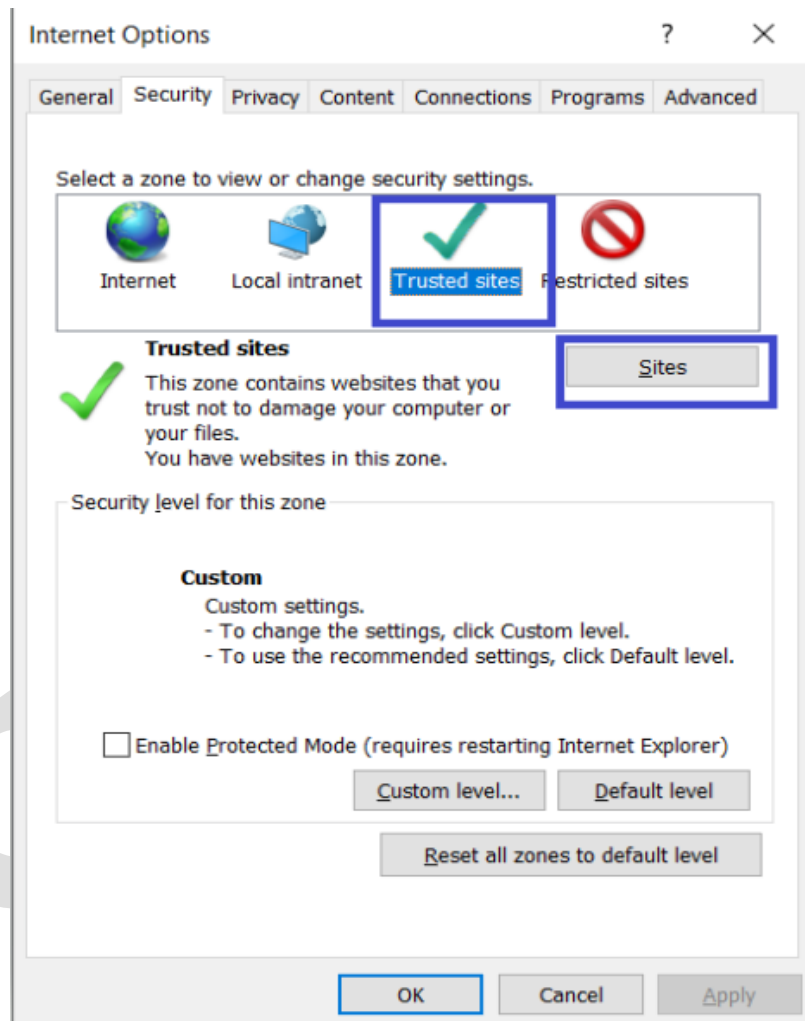 Internet Options ?
General Security Privacy Content Connections Programs Advanced
Select a zone to view or change security settings.
Internet Local intranet Trusted sites Restricted sites
Trusted sites
Sites
This zone contains websites that you
trust not to damage your computer or
your files.
You have websites in this zone.
Security level for this zone
Custom
Custom settings.
- To change the settings, click Custom level.
- To use the recommended settings, click Default level.
Enable Protected Mode (requires restarting Internet Explorer)
Custom level... Default level
Reset all zones to default level
OK Cancel Apply